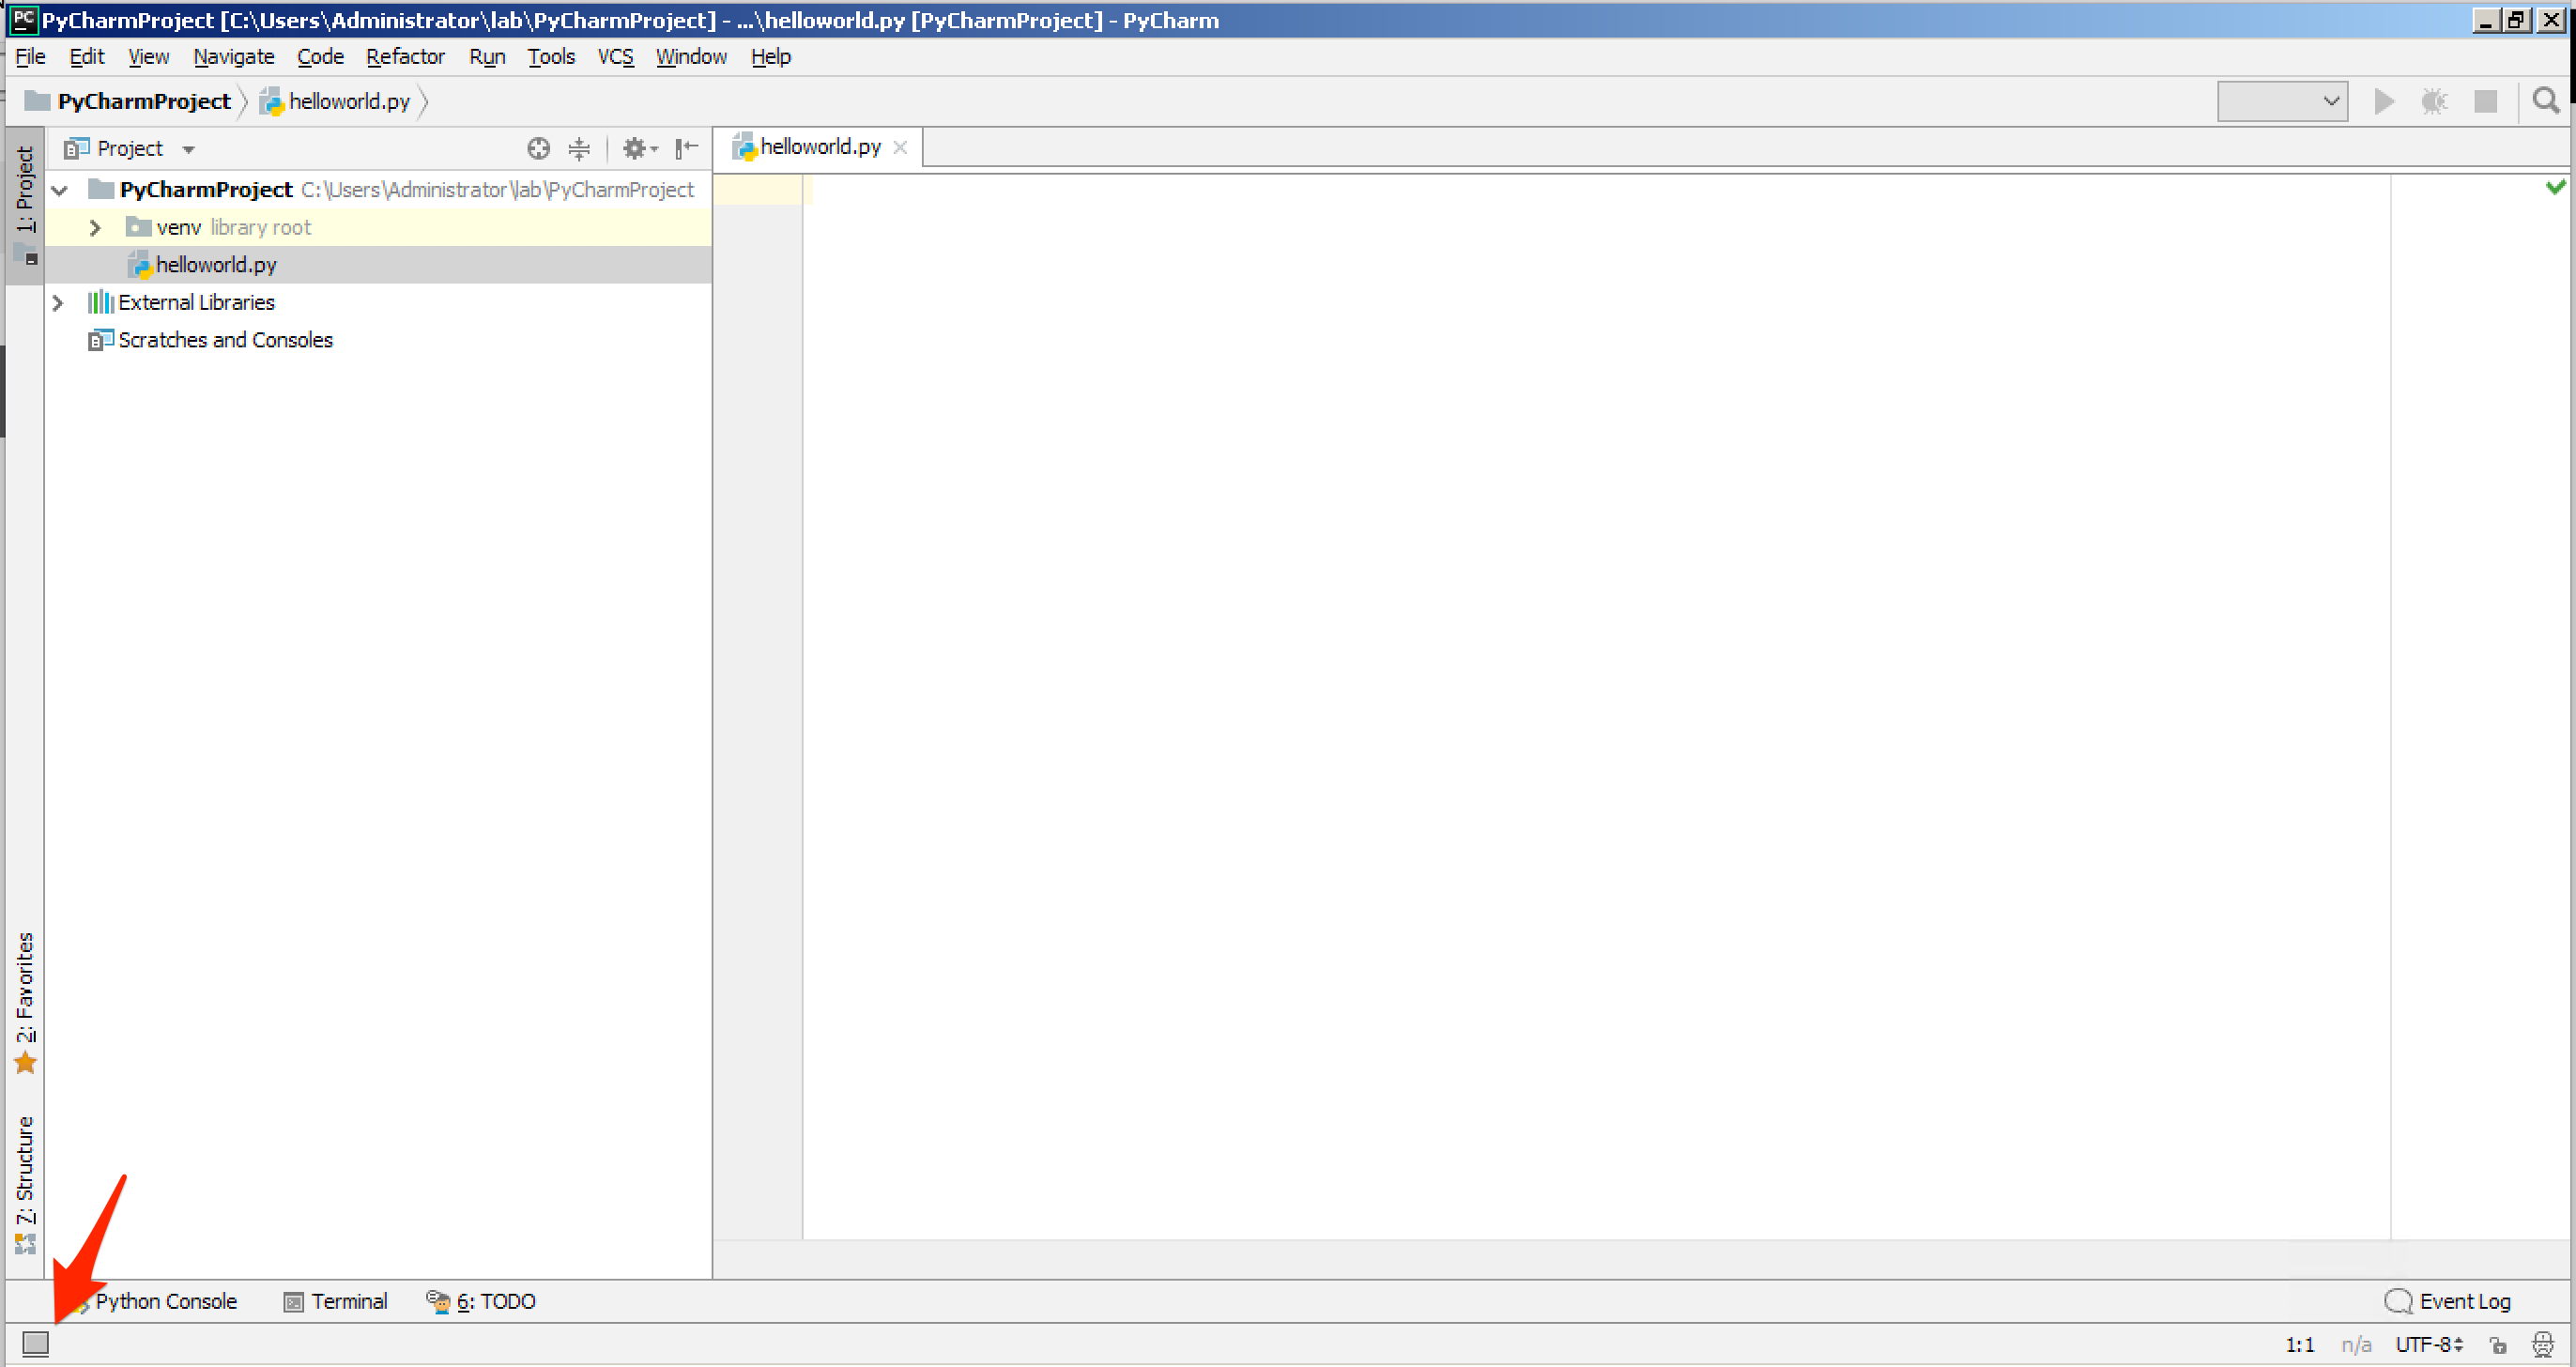 PC PyCharmProject [C:\Users\Administrator\lab\PyCharmProject] - ...\helloworld.py [PyCharmProject] - PyCharm
File Edit View Navigate Code Refactor Run Tools VCS Window Help
PyCharmProject helloworld.py
1: Project
Project
helloworld.py
PyCharmProject C:\Users\Administrator\lab\PyCharmProject
venv library root
helloworld.py
External Libraries
Scratches and Consoles
2: Favorites
7: Structure
Python Console Terminal 6: TODO Event Log
1:1 n/a UTF-8